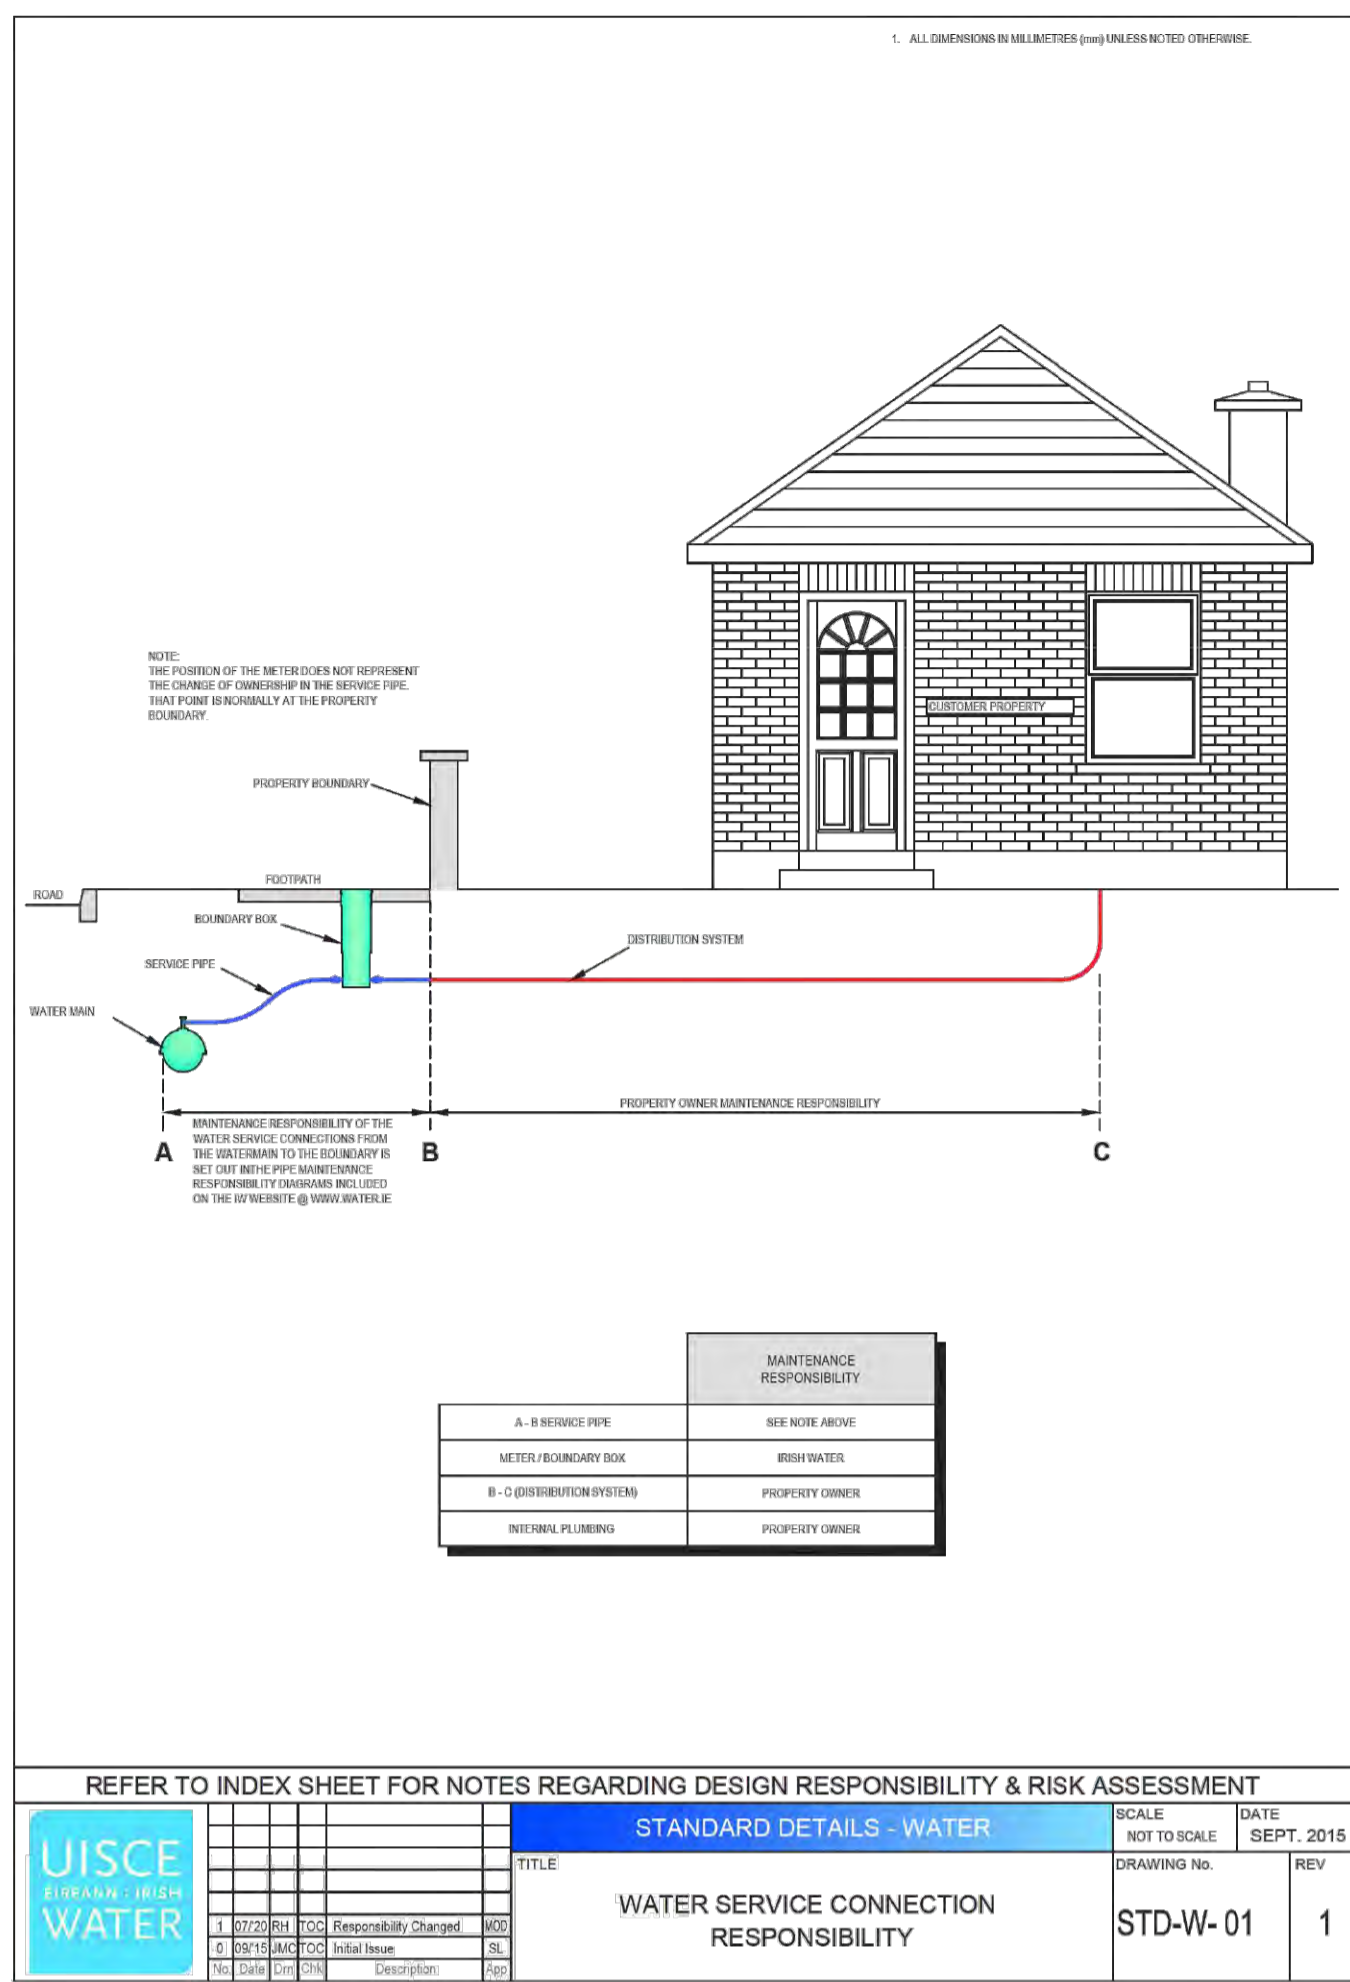 1. ALL DIMENSIONS IN MILLIMETRES (mm) UNLESS NOTED OTHERWISE.
NOTE:
THE POSITION OF THE METER DOES NOT REPRESENT
THE CHANGE OF OWNERSHIP IN THE SERVICE PIPE.
THAT POINT IS NORMALLY AT THE PROPERTY
BOUNDARY.
CUSTOMER PROPERTY
PROPERTY BOUNDARY
FOOTPATH
ROAD
BOUNDARY BOX
DISTRIBUTION SYSTEM
SERVICE PIPE
WATER MAIN
PROPERTY OWNER MAINTENANCE RESPONSIBILITY
A
B
C
MAINTENANCE RESPONSIBILITY OF THE
WATER SERVICE CONNECTIONS FROM
THE WATERMAIN TO THE BOUNDARY IS
SET OUT INTHE PIPE MAINTENANCE
RESPONSIBILITY DIAGRAMS INCLUDED
ON THE IW WEBSITE @ WWW.WATER.IE
MAINTENANCE
RESPONSIBILITY
A - B SERVICE PIPE SEE NOTE ABOVE
METER / BOUNDARY BOX IRISH WATER
B - C (DISTRIBUTION SYSTEM) PROPERTY OWNER
INTERNAL PLUMBING PROPERTY OWNER
REFER TO INDEX SHEET FOR NOTES REGARDING DESIGN RESPONSIBILITY & RISK ASSESSMENT
UISCE
ÉIREANN : IRISH
WATER
1 07/'20 RH TOC Responsibility Changed MOD
0 09/'15 JMC TOC Initial Issue SL
No. Date Drn Chk Description App
STANDARD DETAILS - WATER
TITLE
WATER SERVICE CONNECTION
RESPONSIBILITY
SCALE
NOT TO SCALE
DATE
SEPT. 2015
DRAWING No.
STD-W- 01
REV
1